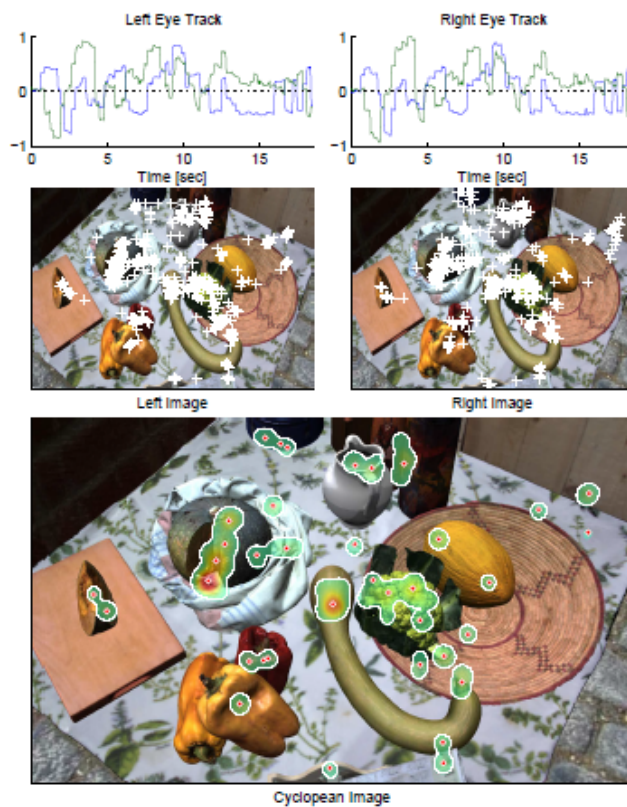 Left Eye Track
Right Eye Track
1
0
−1
0
5
10
15
0
5
10
15
1
0
−1
Time [sec]
Time [sec]
Left Image
Right Image
Cyclopean Image